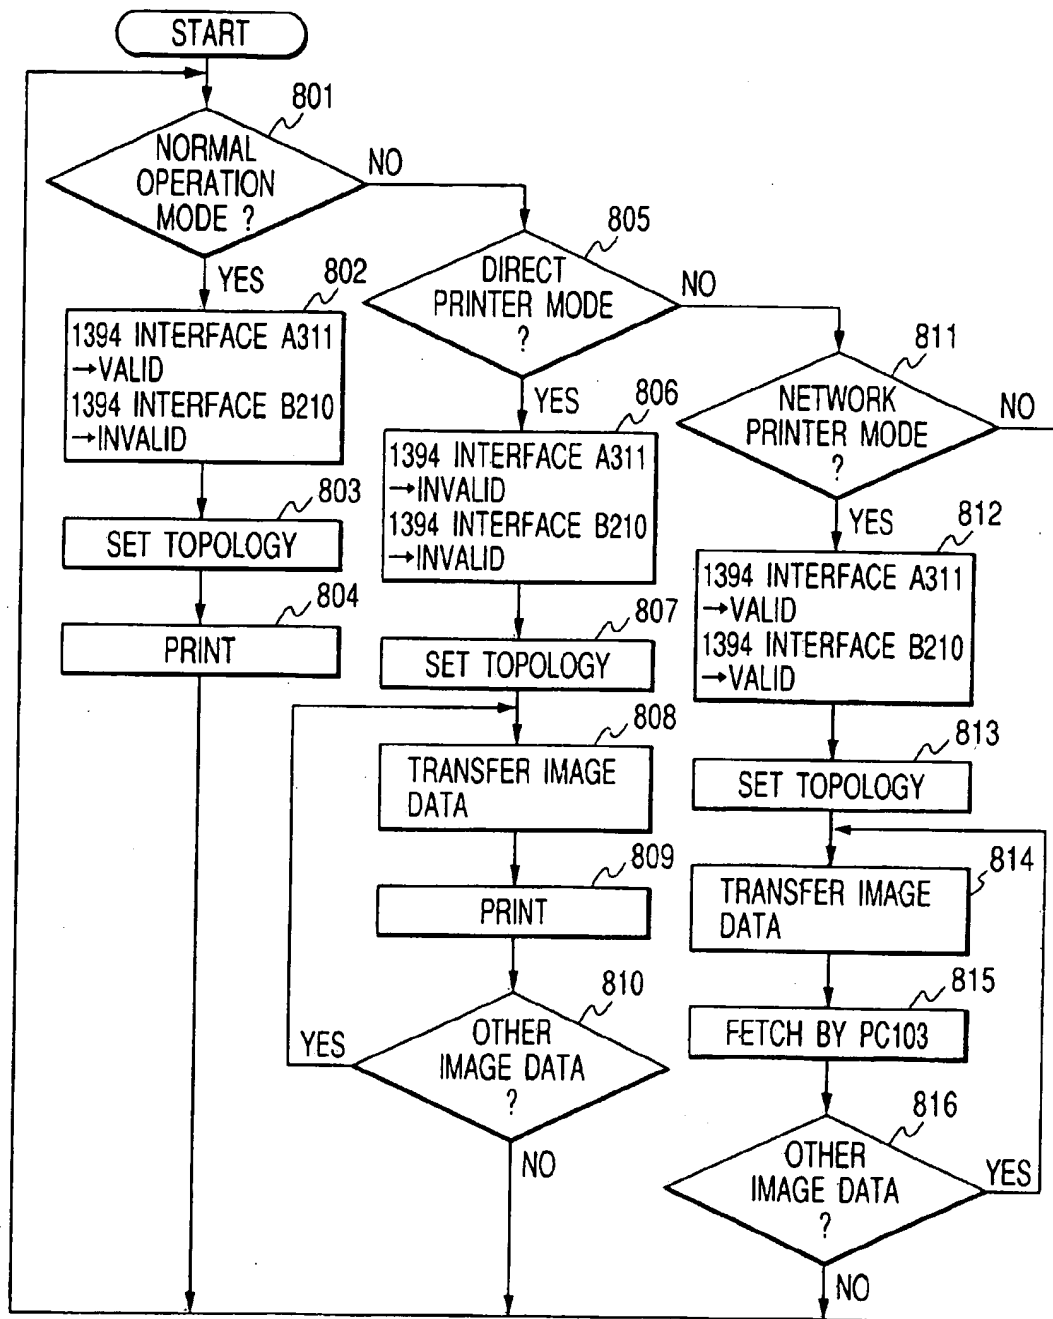 START
801
NORMAL
OPERATION
MODE ?
NO
YES
802
1394 INTERFACE A311
→VALID
1394 INTERFACE B210
→INVALID
803
SET TOPOLOGY
804
PRINT
805
DIRECT
PRINTER MODE
?
NO
YES
806
1394 INTERFACE A311
→INVALID
1394 INTERFACE B210
→INVALID
807
SET TOPOLOGY
808
TRANSFER IMAGE
DATA
809
PRINT
810
OTHER
IMAGE DATA
?
YES
NO
811
NETWORK
PRINTER MODE
?
NO
YES
812
1394 INTERFACE A311
→VALID
1394 INTERFACE B210
→VALID
813
SET TOPOLOGY
814
TRANSFER IMAGE
DATA
815
FETCH BY PC103
816
OTHER
IMAGE DATA
?
YES
NO